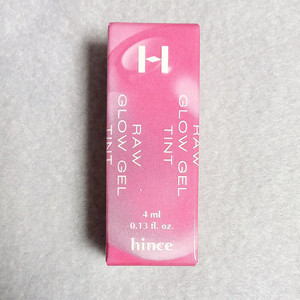 H
RAW
GLOW GEL
TINT
RAW
GLOW GEL
TINT
4 ml
0.13 fl. oz.
hince